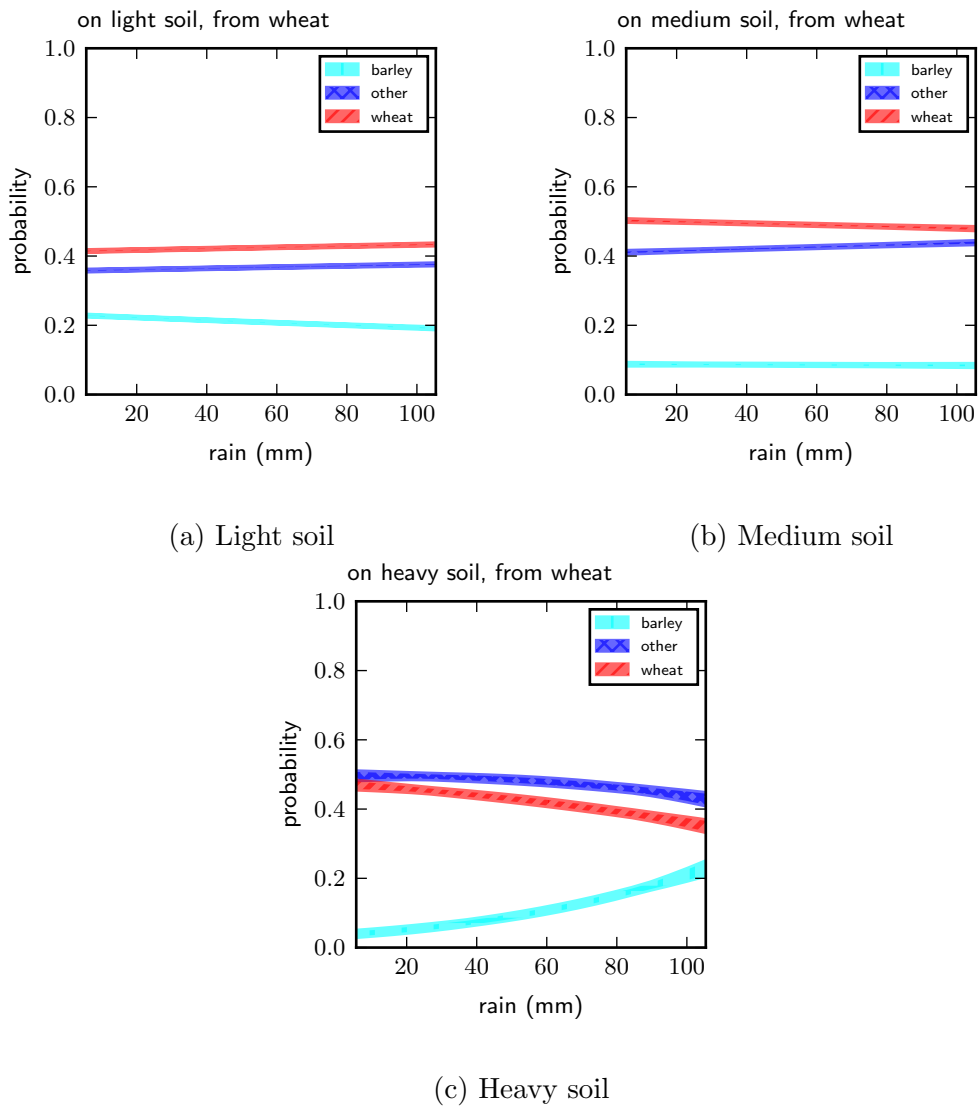 on light soil, from wheat
1.0
0.8
0.6
0.4
0.2
0.0
probability
barley
other
wheat
20 40 60 80 100
rain (mm)
(a) Light soil
on medium soil, from wheat
1.0
0.8
0.6
0.4
0.2
0.0
probability
barley
other
wheat
20 40 60 80 100
rain (mm)
(b) Medium soil
on heavy soil, from wheat
1.0
0.8
0.6
0.4
0.2
0.0
probability
barley
other
wheat
20 40 60 80 100
rain (mm)
(c) Heavy soil